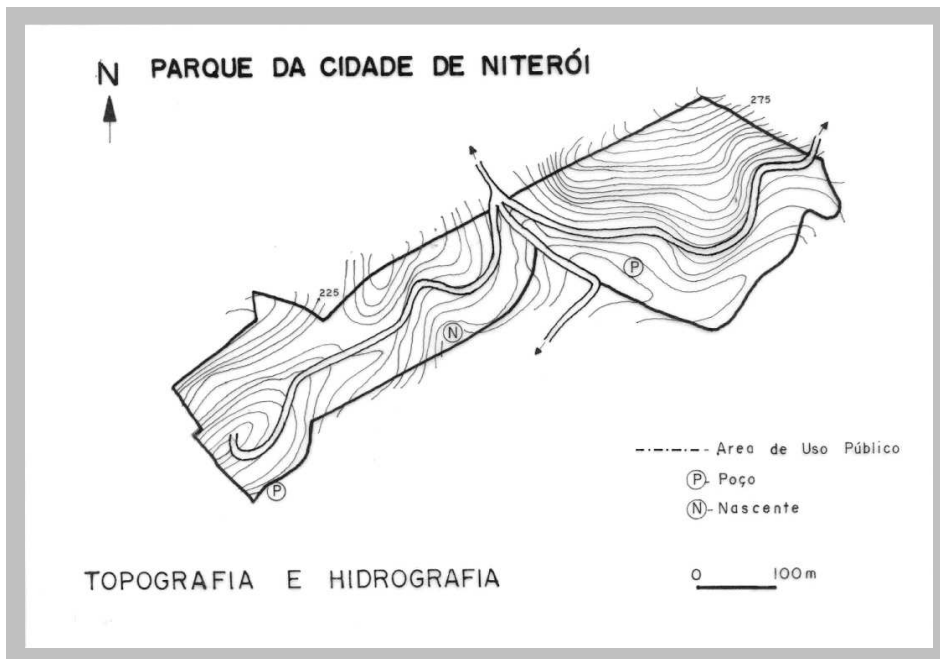 N
PARQUE DA CIDADE DE NITERÓI
275
225
P
N
P
Area de Uso Público
P - Poço
N - Nascente
TOPOGRAFIA E HIDROGRAFIA
0 100m